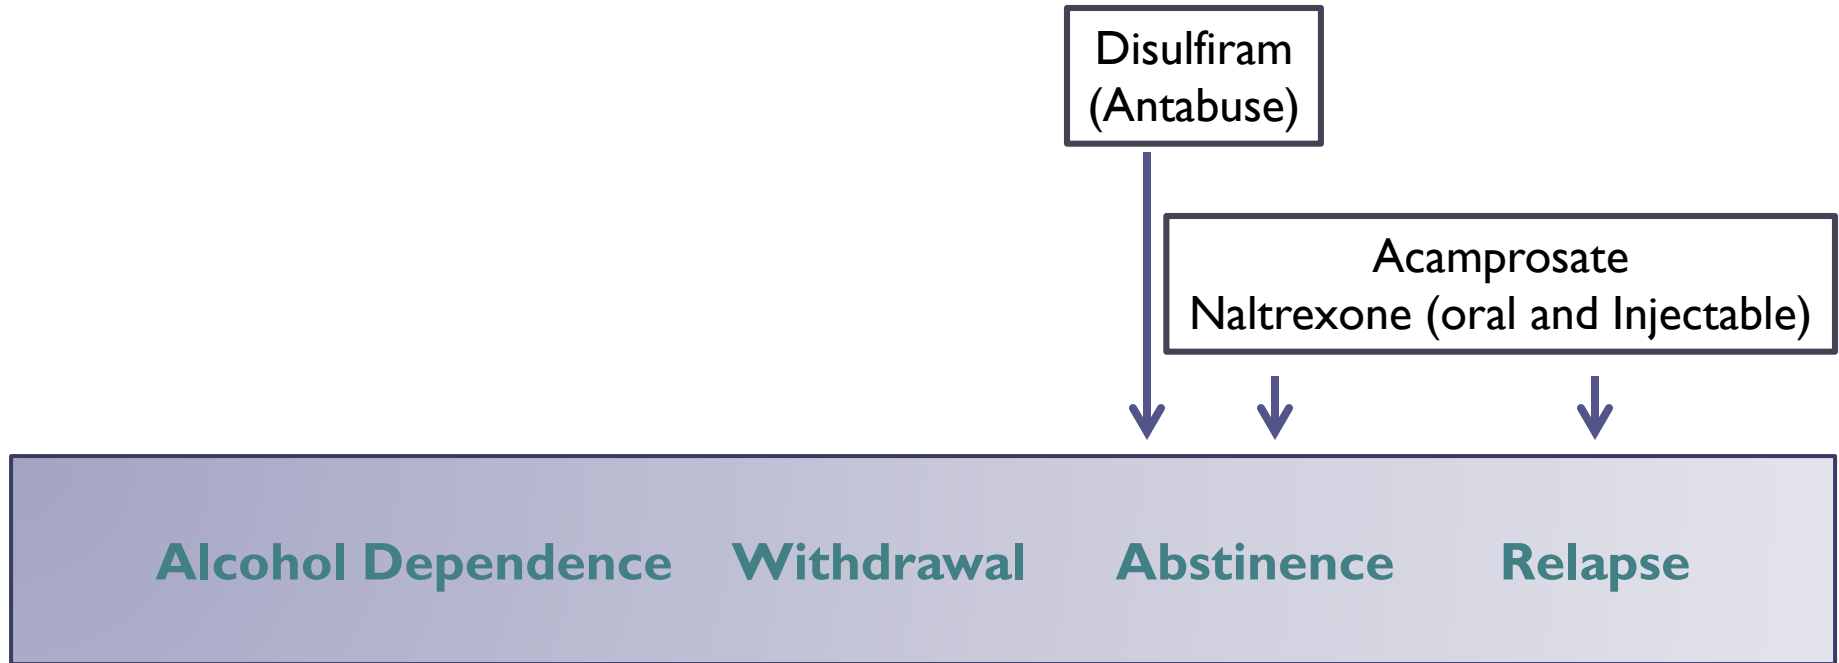 Disulfiram
(Antabuse)
Acamprosate
Naltrexone (oral and Injectable)
Alcohol Dependence Withdrawal Abstinence Relapse